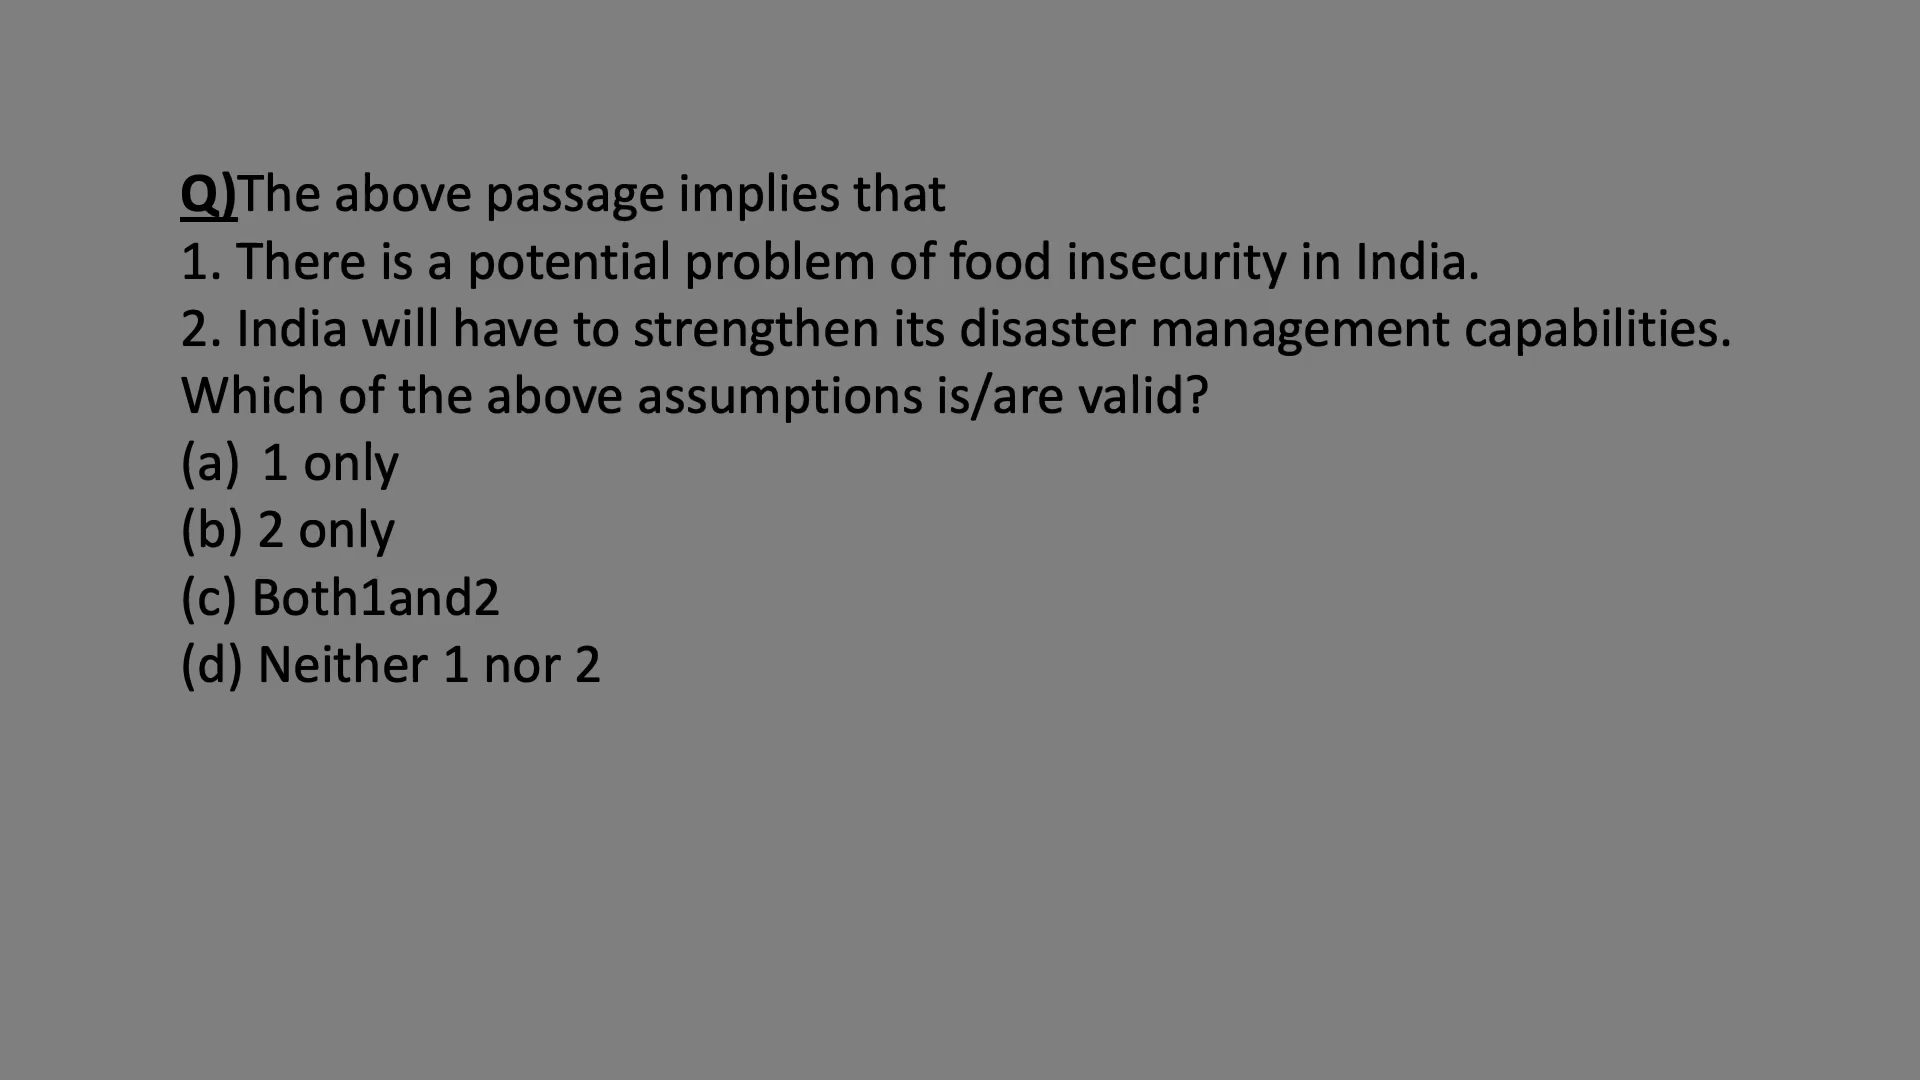 Q)The above passage implies that
1. There is a potential problem of food insecurity in India.
2. India will have to strengthen its disaster management capabilities.
Which of the above assumptions is/are valid?
(a) 1 only
(b) 2 only
(c) Both1and2
(d) Neither 1 nor 2